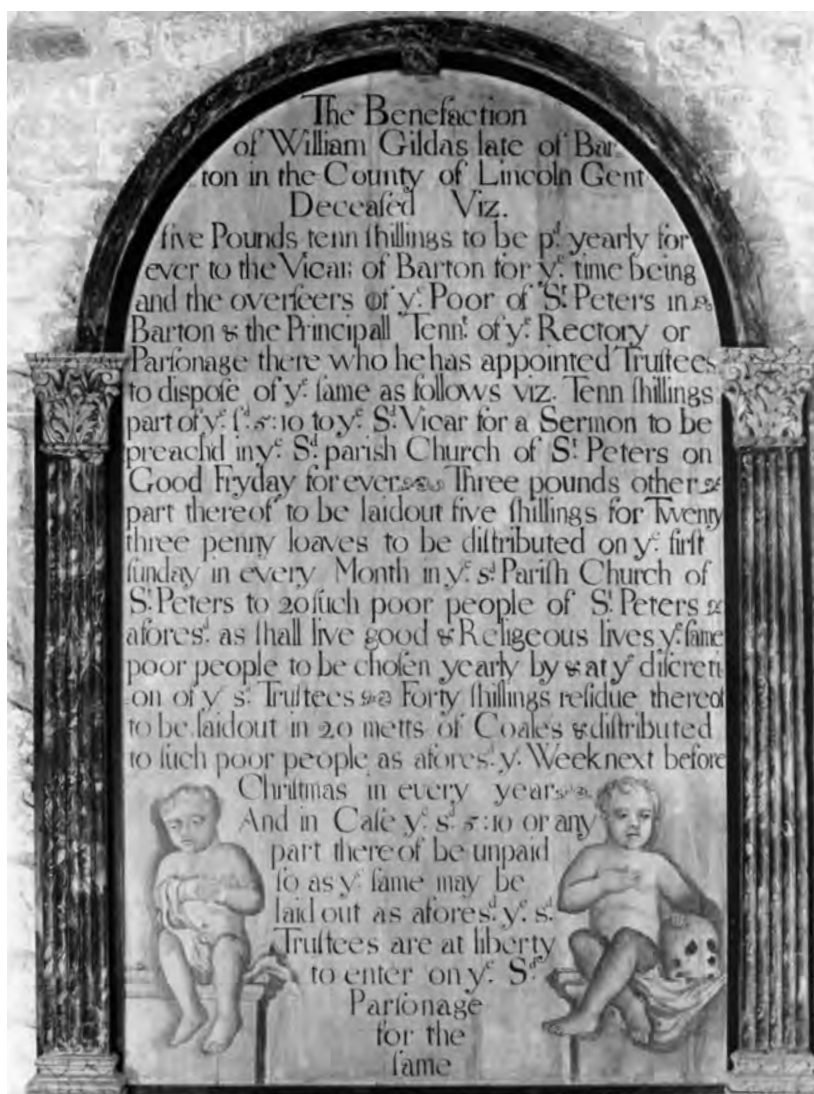 The Benefaction
of William Gildas late of Bar
ton in the County of Lincoln Gent
Deceaſed Viz.
five Pounds tenn ſhillings to be pᵈ. yearly for
ever to the Vicar of Barton for yᵉ. time being
and the overſeers of yᵉ. Poor of Sᵗ. Peters in
Barton & the Principall Tennᵗ. of yᵉ. Rectory or
Parſonage there who he has appointed Truſtees
to diſpoſe of yᵉ. ſame as follows viz. Tenn ſhillings
part of yᵉ. ſᵈ. 5:10 to yᵉ. Sᵈ. Vicar for a Sermon to be
preachd in yᵉ. Sᵈ. pariſh Church of Sᵗ. Peters on
Good Fryday for ever Three pounds other
part thereof to be laid out five ſhillings for Twenty
three penny loaves to be diſtributed on yᵉ. firſt
ſunday in every Month in yᵉ. sᵈ. Pariſh Church of
Sᵗ. Peters to 20 ſuch poor people of Sᵗ. Peters
aforesᵈ. as ſhall live good & Religeous lives yᵉ. ſame
poor people to be choſen yearly by & at yᵉ. diſcreti
on of yᵉ. sᵈ. Truſtees Forty ſhillings reſidue thereof
to be laid out in 20 metts of Coales & diſtributed
to ſuch poor people as aforesᵈ. yᵉ. Week next before
Chriſtmas in every year
And in Caſe yᵉ. sᵈ. 5:10 or any
part thereof be unpaid
ſo as yᵉ. ſame may be
laid out as aforesᵈ. yᵉ. sᵈ.
Truſtees are at liberty
to enter on yᵉ. Sᵈ.
Parſonage
for the
ſame